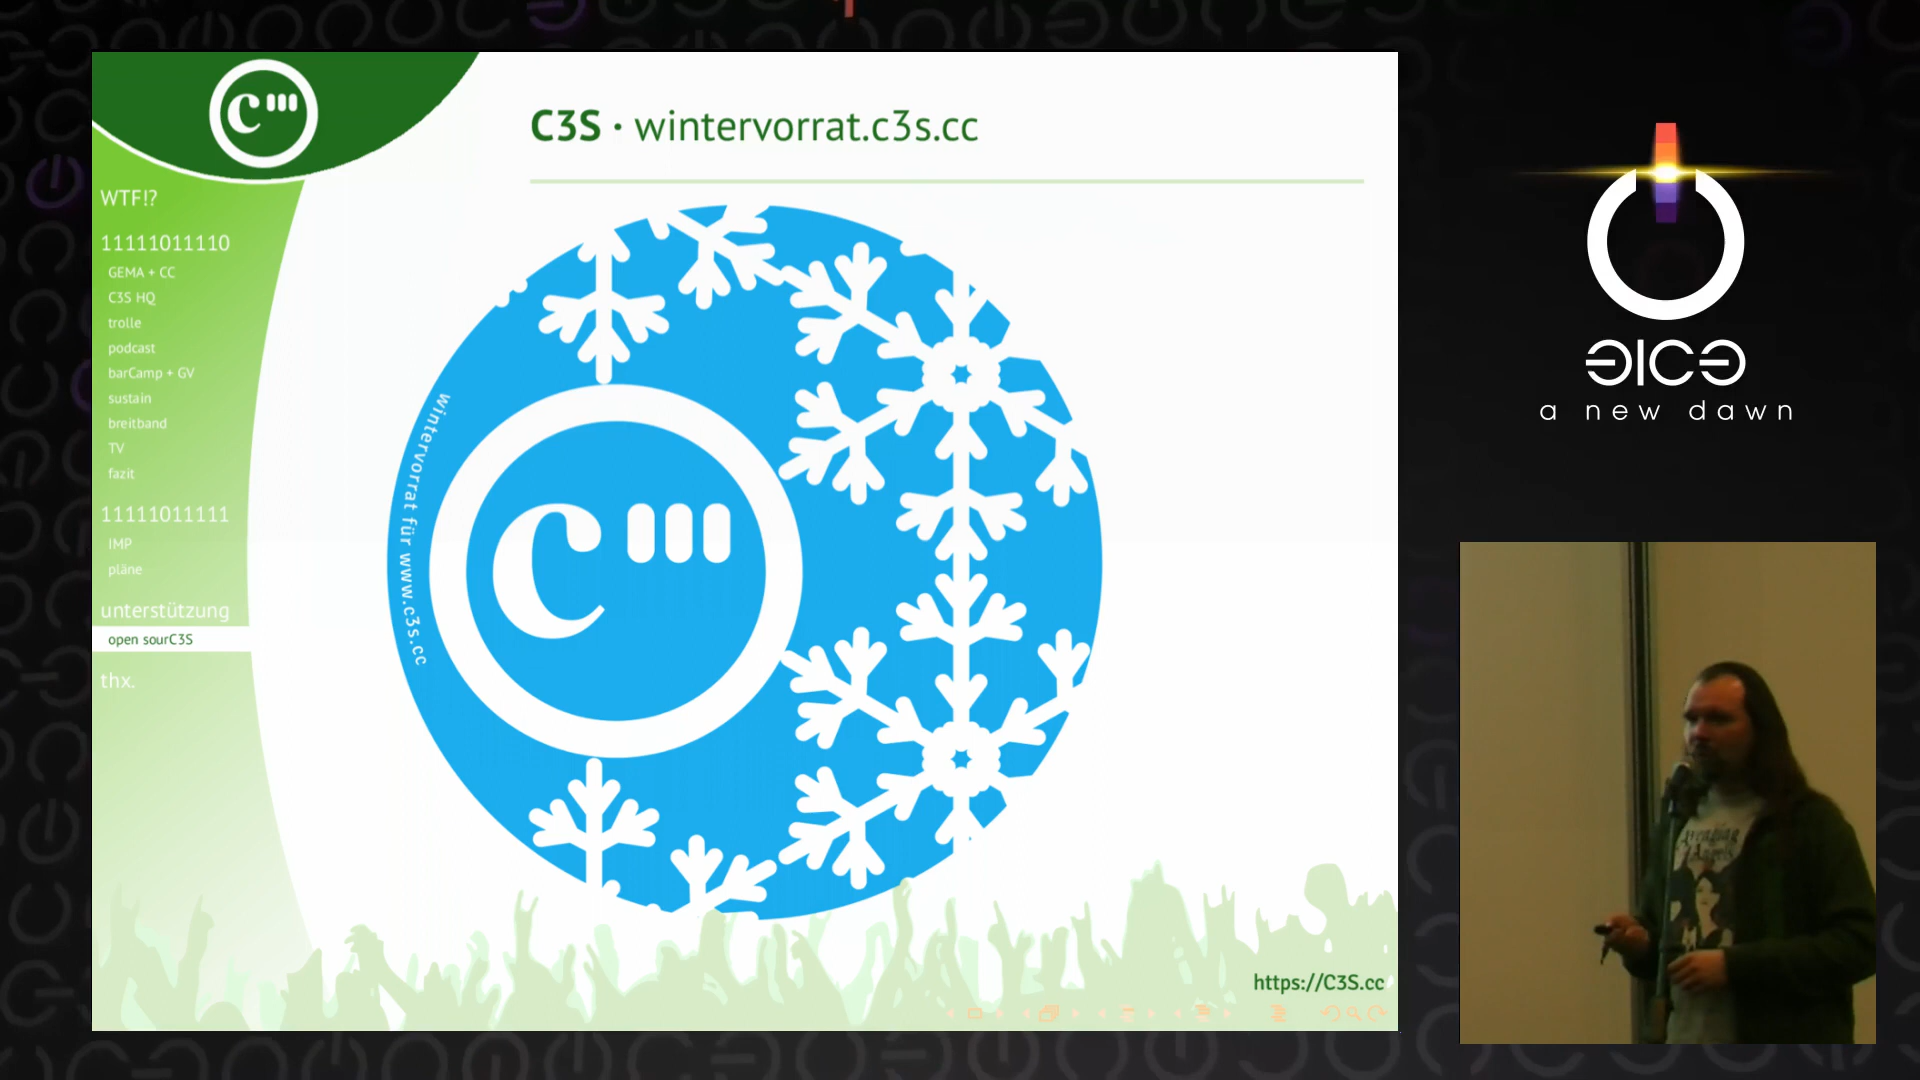 C3S · wintervorrat.c3s.cc
WTF!?
11111011110
GEMA + CC
C3S HQ
trolle
podcast
barCamp + GV
sustain
breitband
TV
fazit
11111011111
IMP
pläne
unterstützung
open sourC3S
thx.
wintervorrat für www.c3s.cc
https://C3S.cc
a new dawn